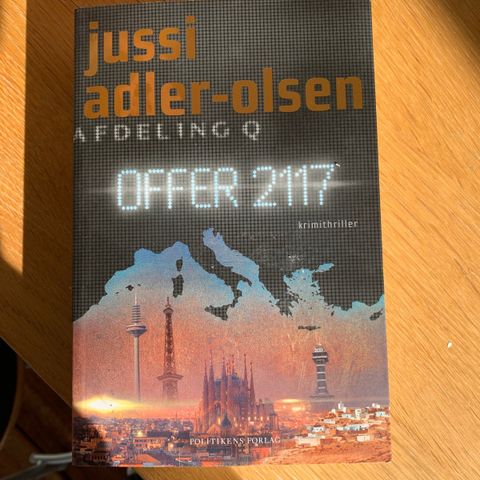 jussi
adler-olsen
AFDELING Q
OFFER 2117
krimithriller
POLITIKENS FORLAG